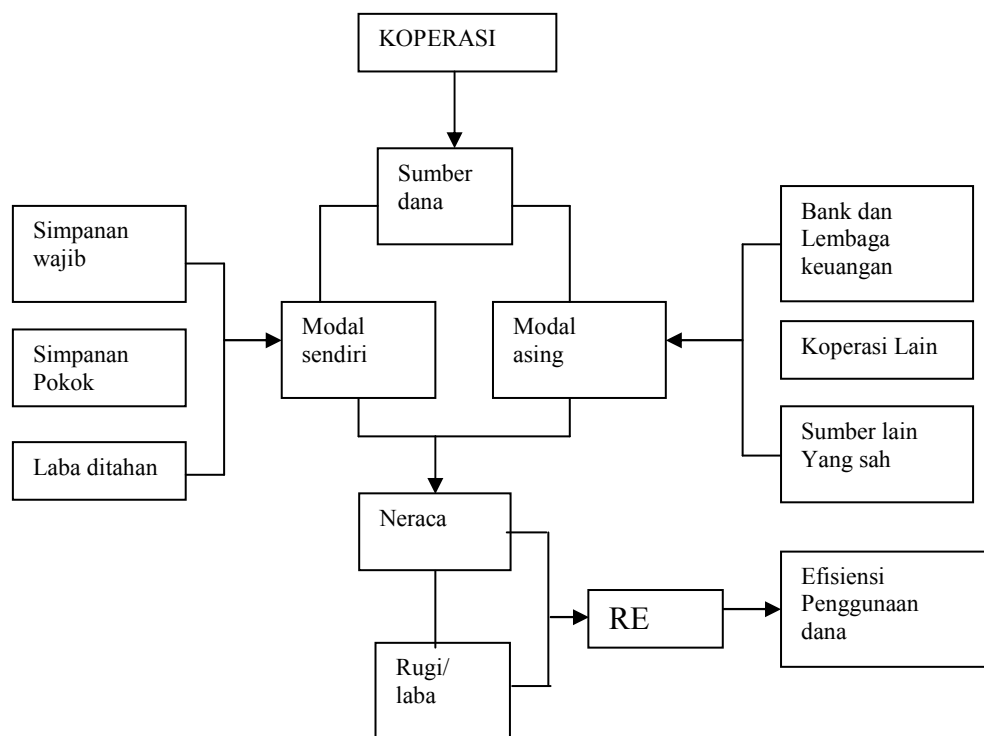 KOPERASI
Sumber
dana
Simpanan
wajib
Simpanan
Pokok
Laba ditahan
Modal
sendiri
Modal
asing
Bank dan
Lembaga
keuangan
Koperasi Lain
Sumber lain
Yang sah
Neraca
Rugi/
laba
RE
Efisiensi
Penggunaan
dana